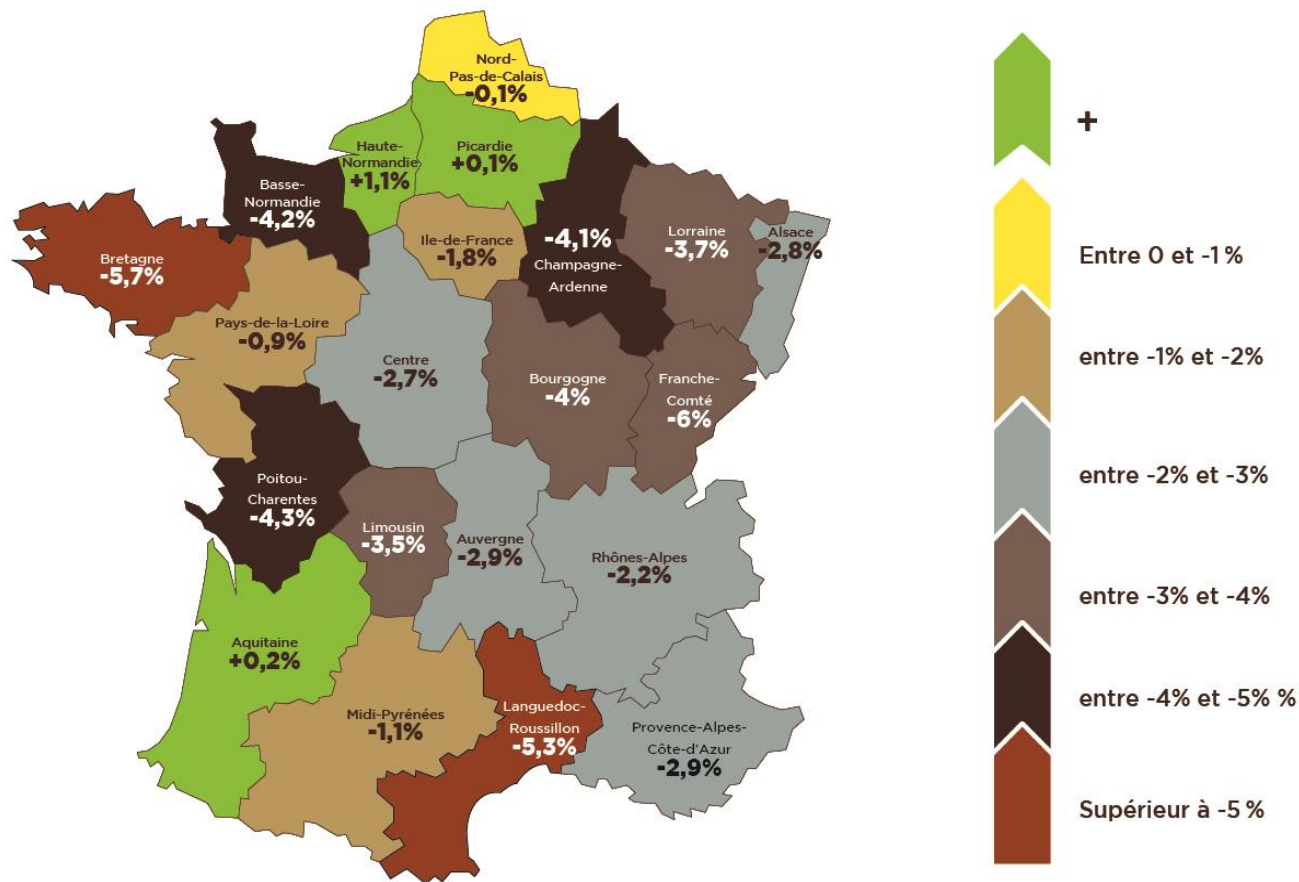 Nord-
Pas-de-Calais
-0,1%
Haute-
Normandie
+1,1%
Picardie
+0,1%
Basse-
Normandie
-4,2%
Ile-de-France
-1,8%
-4,1%
Champagne-
Ardenne
Lorraine
-3,7%
Alsace
-2,8%
Bretagne
-5,7%
Pays-de-la-Loire
-0,9%
Centre
-2,7%
Bourgogne
-4%
Franche-
Comté
-6%
Poitou-
Charentes
-4,3%
Limousin
-3,5%
Auvergne
-2,9%
Rhônes-Alpes
-2,2%
Aquitaine
+0,2%
Midi-Pyrénées
-1,1%
Languedoc-
Roussillon
-5,3%
Provence-Alpes-
Côte-d'Azur
-2,9%
+
Entre 0 et -1 %
entre -1% et -2%
entre -2% et -3%
entre -3% et -4%
entre -4% et -5% %
Supérieur à -5 %